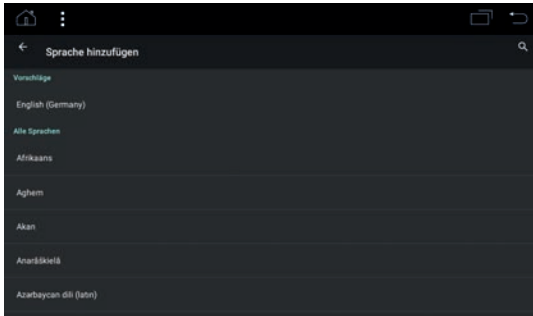 Sprache hinzufügen
Vorschläge
English (Germany)
Alle Sprachen
Afrikaans
Aghem
Akan
Anarâškielâ
Azərbaycan dili (latın)